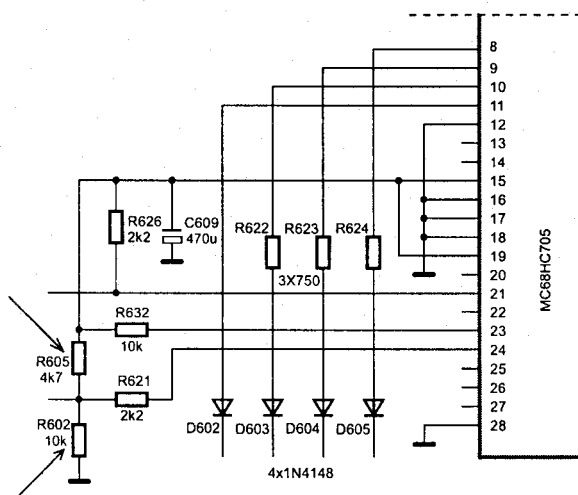 8
9
10
11
12
13
14
15
16
R626
2k2
C609
470u
R622
R623
R624
17
18
19
3X750
20
21
22
R632
10k
23
R605
4k7
24
R621
2k2
25
26
R602
10k
27
D602
D603
D604
D605
28
4x1N4148
MC68HC705